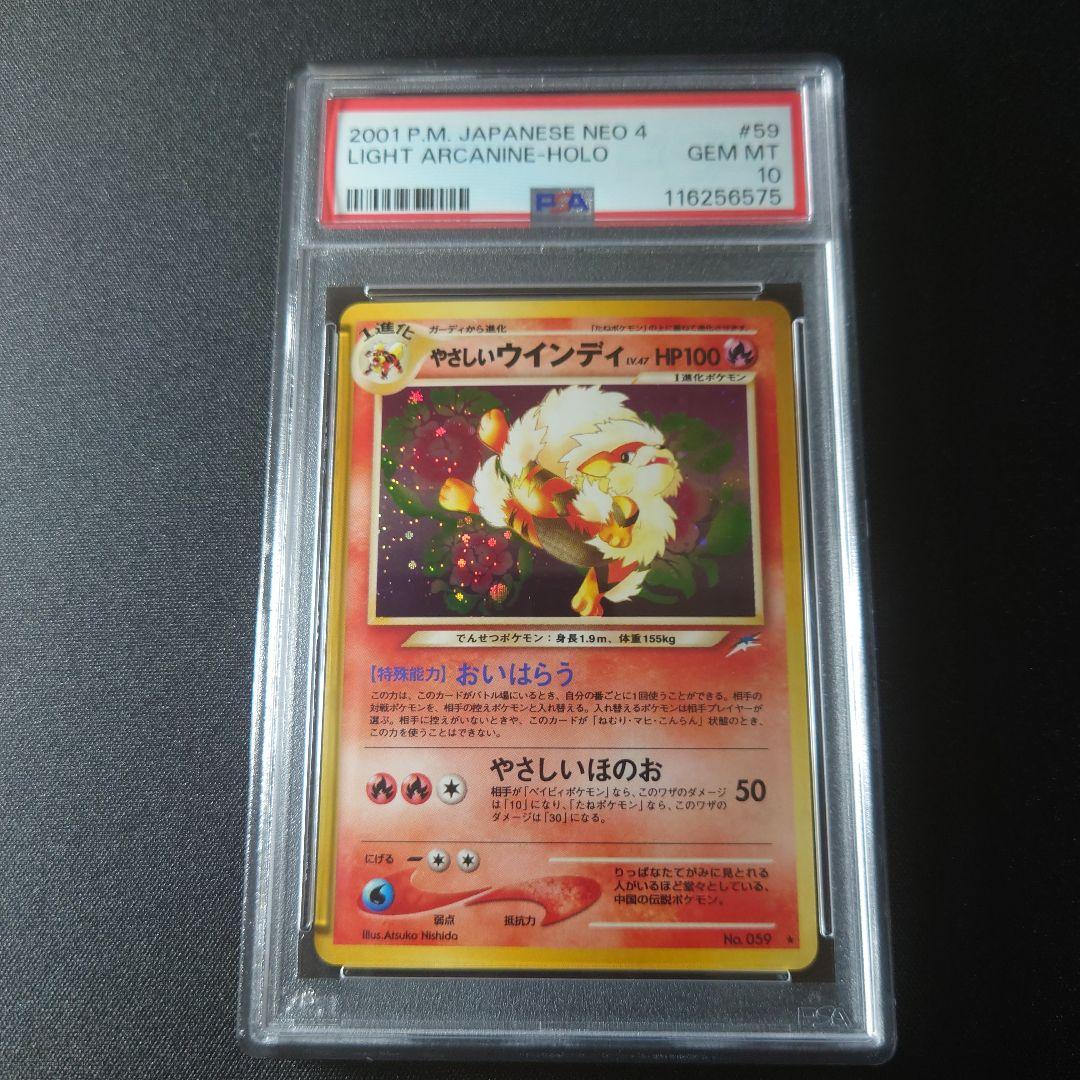 2001 P.M. JAPANESE NEO 4 #59
LIGHT ARCANINE-HOLO GEM MT
10
PSA 116256575
1進化 ガーディから進化 「たねポケモン」の上に重ねて進化させます。
やさしいウインディ LV.47 HP100
1進化ポケモン
でんせつポケモン:身長1.9m、体重155kg
【特殊能力】おいはらう
この力は、このカードがバトル場にいるとき、自分の番ごとに1回使うことができる。相手の
対戦ポケモンを、相手の控えポケモンと入れ替える。入れ替えるポケモンは相手プレイヤーが
選ぶ。相手に控えがいないときや、このカードが「ねむり・マヒ・こんらん」状態のとき、
この力を使うことはできない。
やさしいほのお
相手が「ベイビィポケモン」なら、このワザのダメージ
は「10」になり、「たねポケモン」なら、このワザの
ダメージは「30」になる。
50
にげる
弱点 抵抗力
りっぱなたてがみに見とれる
人がいるほど堂々としている、
中国の伝説ポケモン。
Illus.Atsuko Nishida No. 059 ★
PSA